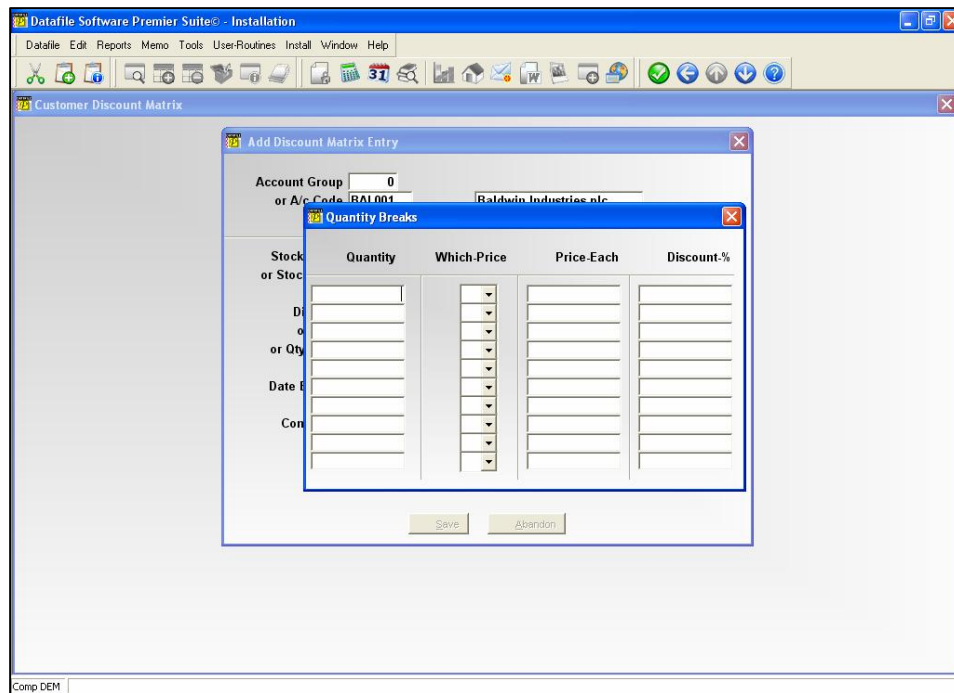 Datafile Software Premier Suite© - Installation
Datafile Edit Reports Memo Tools User-Routines Install Window Help
31
Customer Discount Matrix
Add Discount Matrix Entry
Account Group 0
or A/c Code BAL001 Baldwin Industries plc
Quantity Breaks
Stock
or Stoc
Quantity Which-Price Price-Each Discount-%
Di
o
or Qty
Date E
Con
Save Abandon
Comp DEM